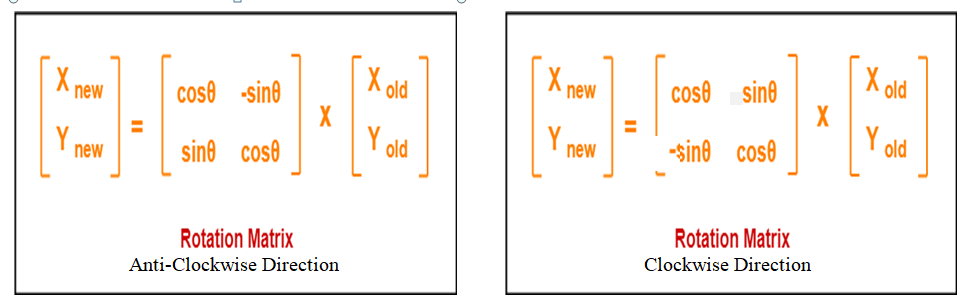 X new = cosθ -sinθ x X old
Y new sinθ cosθ Y old
Rotation Matrix
Anti-Clockwise Direction
X new = cosθ sinθ x X old
Y new -sinθ cosθ Y old
Rotation Matrix
Clockwise Direction